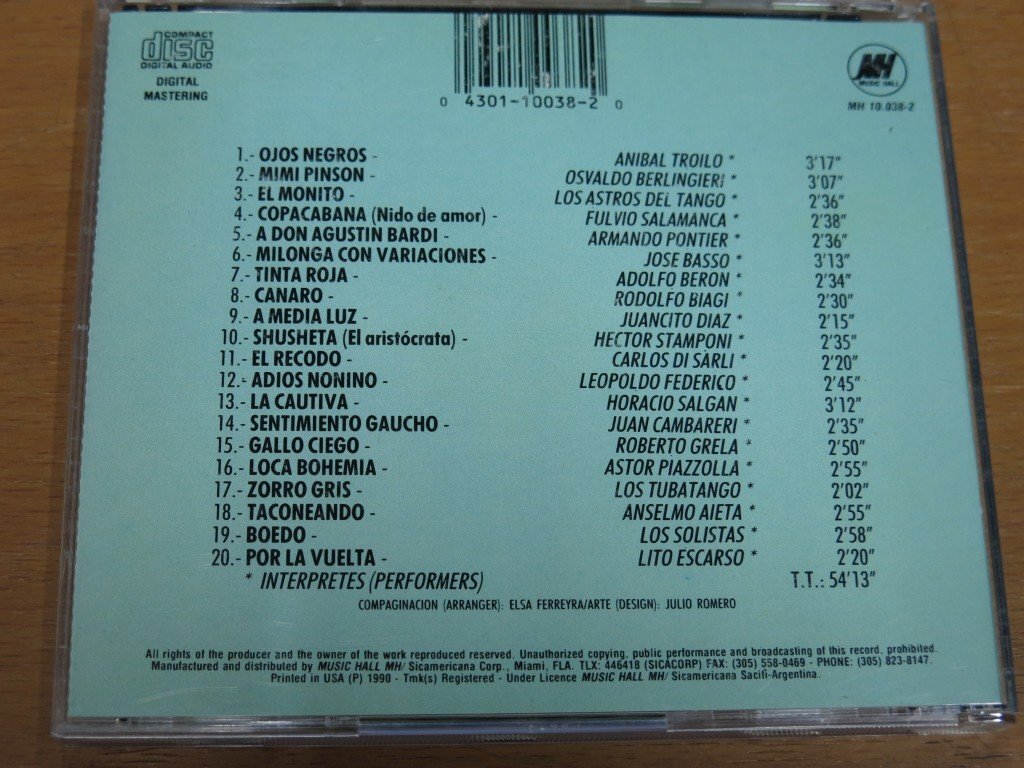 COMPACT
disc
DIGITAL AUDIO
DIGITAL
MASTERING
0 4301-10038-2 0
MH
MUSIC HALL
MH 10.038-2
1.- OJOS NEGROS - ANIBAL TROILO * 3'17"
2.- MIMI PINSON - OSVALDO BERLINGIERI * 3'07"
3.- EL MONITO - LOS ASTROS DEL TANGO * 2'36"
4.- COPACABANA (Nido de amor) - FULVIO SALAMANCA * 2'38"
5.- A DON AGUSTIN BARDI - ARMANDO PONTIER * 2'36"
6.- MILONGA CON VARIACIONES - JOSE BASSO * 3'13"
7.- TINTA ROJA - ADOLFO BERON * 2'34"
8.- CANARO - RODOLFO BIAGI * 2'30"
9.- A MEDIA LUZ - JUANCITO DIAZ * 2'15"
10.- SHUSHETA (El aristócrata) - HECTOR STAMPONI * 2'35"
11.- EL RECODO - CARLOS DI SARLI * 2'20"
12.- ADIOS NONINO - LEOPOLDO FEDERICO * 2'45"
13.- LA CAUTIVA - HORACIO SALGAN * 3'12"
14.- SENTIMIENTO GAUCHO - JUAN CAMBARERI * 2'35"
15.- GALLO CIEGO - ROBERTO GRELA * 2'50"
16.- LOCA BOHEMIA - ASTOR PIAZZOLLA * 2'55"
17.- ZORRO GRIS - LOS TUBATANGO * 2'02"
18.- TACONEANDO - ANSELMO AIETA * 2'55"
19.- BOEDO - LOS SOLISTAS * 2'58"
20.- POR LA VUELTA - LITO ESCARSO * 2'20"
* INTERPRETES (PERFORMERS) T.T.: 54'13"
COMPAGINACION (ARRANGER): ELSA FERREYRA/ARTE (DESIGN): JULIO ROMERO
All rights of the producer and the owner of the work reproduced reserved. Unauthorized copying, public performance and broadcasting of this record, prohibited.
Manufactured and distributed by MUSIC HALL MH/ Sicamericana Corp., Miami, FLA. TLX: 446418 (SICACORP) FAX: (305) 558-0469 - PHONE: (305) 823-8147.
Printed in USA (P) 1990 - Tmk(s) Registered - Under Licence MUSIC HALL MH/ Sicamericana Sacifi-Argentina.